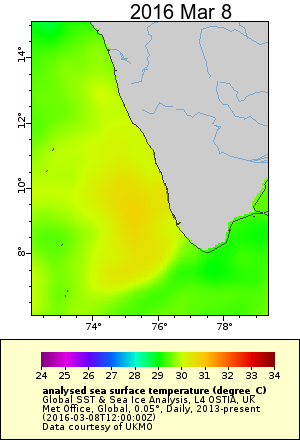 2016 Mar 8
14°
12°
10°
8°
74° 76° 78°
24 25 26 27 28 29 30 31 32 33 34
analysed sea surface temperature (degree_C)
Global SST & Sea Ice Analysis, L4 OSTIA, UK
Met Office, Global, 0.05°, Daily, 2013-present
(2016-03-08T12:00:00Z)
Data courtesy of UKMO